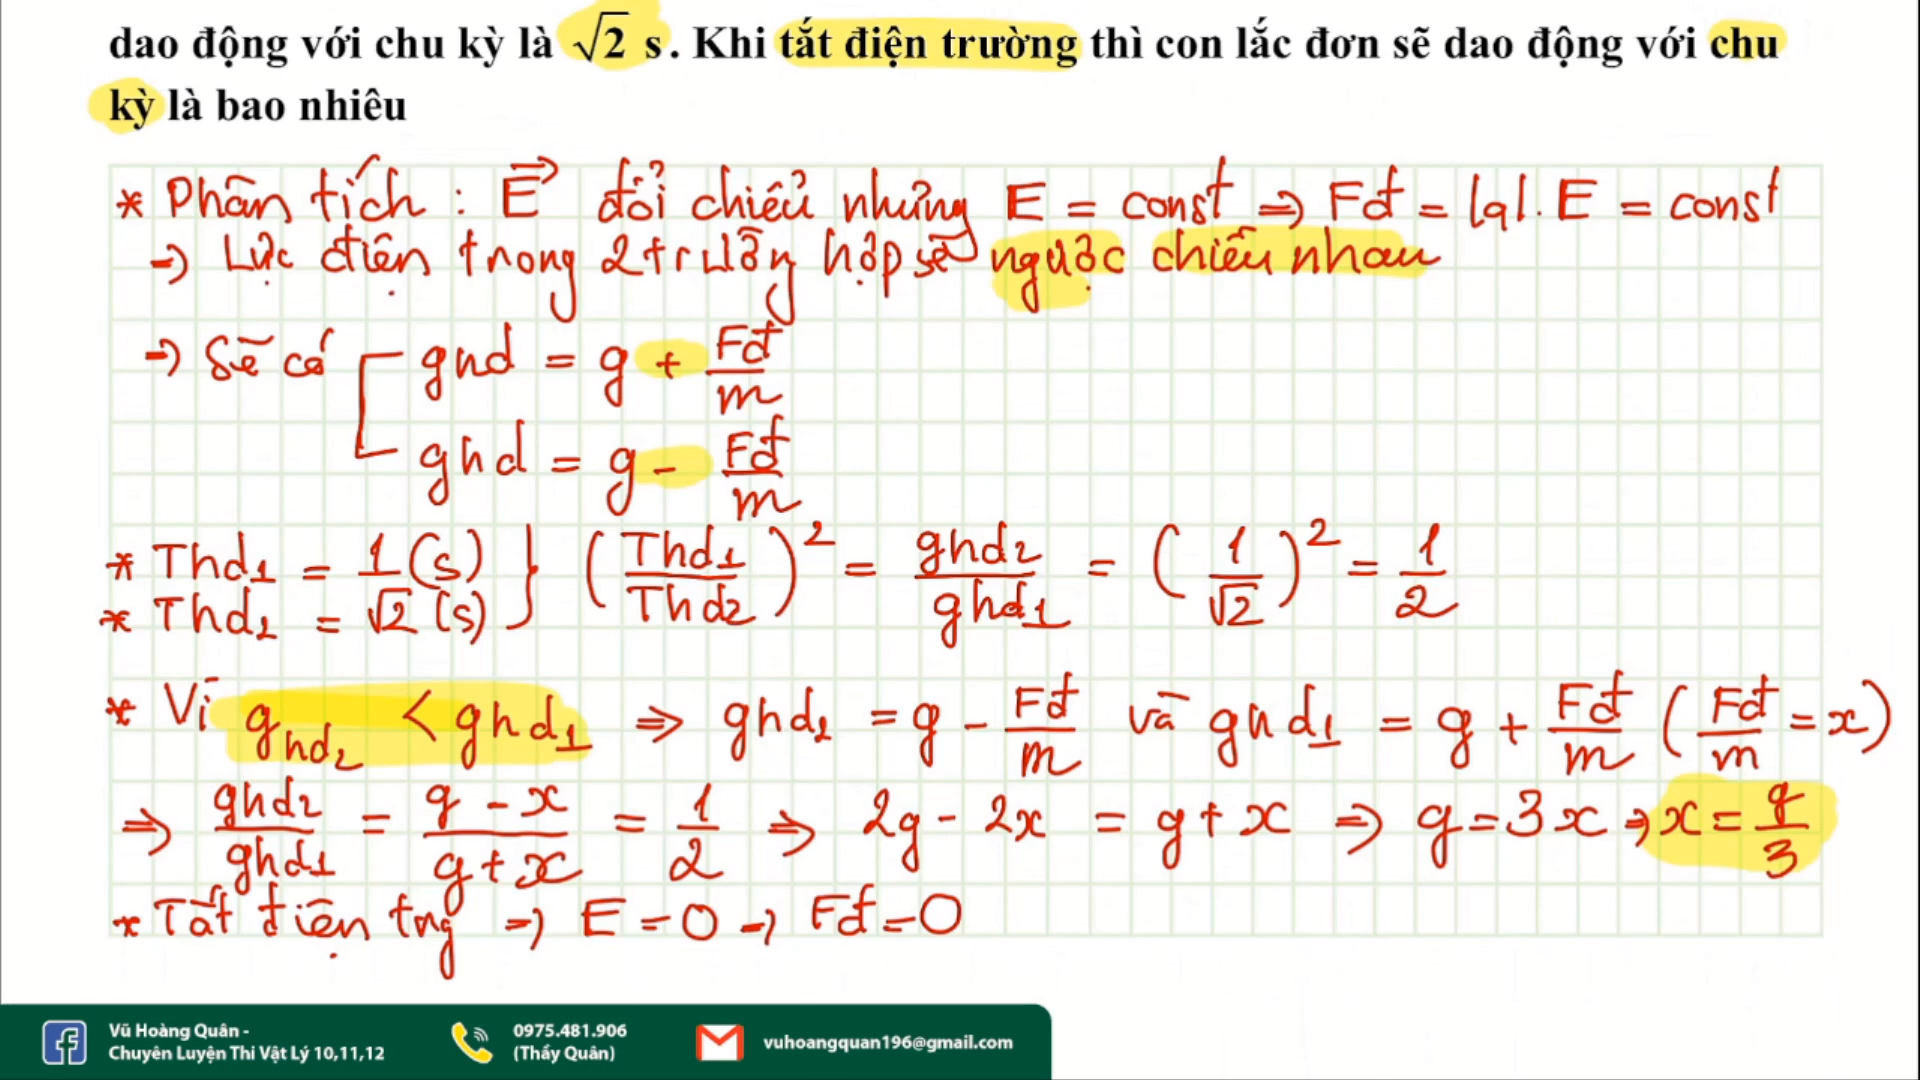 dao động với chu kỳ là √2 s. Khi tắt điện trường thì con lắc đơn sẽ dao động với chu
kỳ là bao nhiêu
* Phân tích : E⃗ đổi chiều nhưng E = const ⇒ Fđ = |q|.E = const
→ Lực điện trong 2 trường hợp sẽ ngược chiều nhau
→ Sẽ có [ ghd = g + Fđ/m
ghd = g - Fđ/m
* Thd₁ = 1 (s) } (Thd₁/Thd₂)² = ghd₂/ghd₁ = (1/√2)² = 1/2
* Thd₂ = √2 (s)
* Vì ghd₂ < ghd₁ ⇒ ghd₂ = g - Fđ/m và ghd₁ = g + Fđ/m (Fđ/m = x)
⇒ ghd₂/ghd₁ = (g - x)/(g + x) = 1/2 ⇒ 2g - 2x = g + x ⇒ g = 3x → x = g/3
* Tắt điện trg → E = 0 → Fđ = 0
Vũ Hoàng Quân -
Chuyên Luyện Thi Vật Lý 10,11,12
0975.481.906
(Thầy Quân)
vuhoangquan196@gmail.com